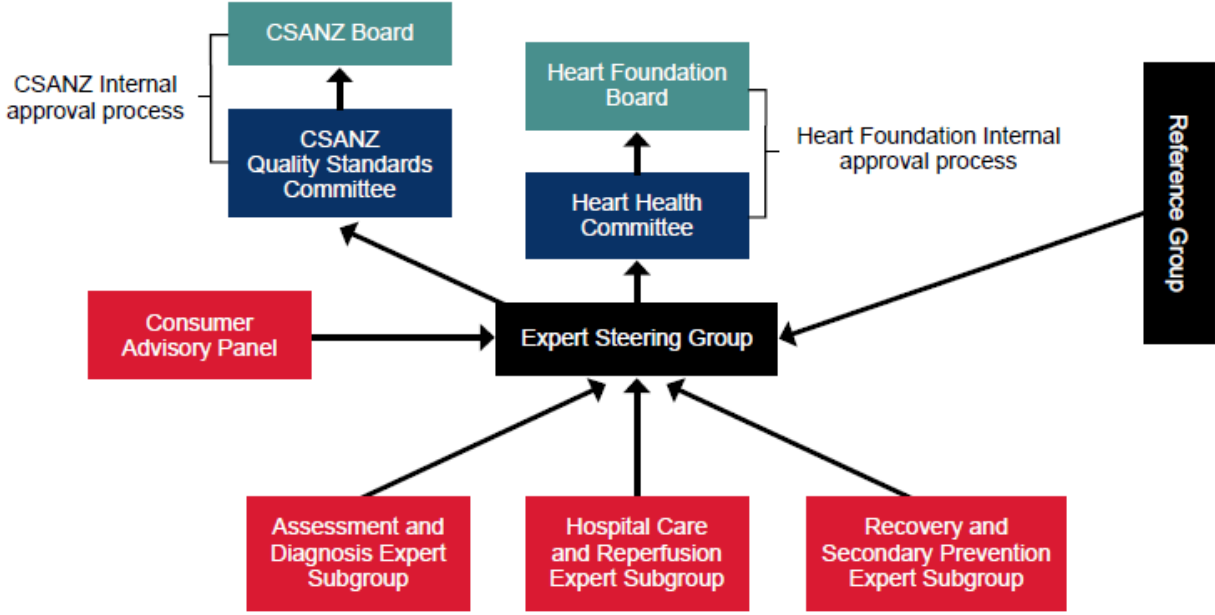 CSANZ Board
CSANZ Internal
approval process
CSANZ
Quality Standards
Committee
Heart Foundation
Board
Heart Health
Committee
Heart Foundation Internal
approval process
Reference Group
Consumer
Advisory Panel
Expert Steering Group
Assessment and
Diagnosis Expert
Subgroup
Hospital Care
and Reperfusion
Expert Subgroup
Recovery and
Secondary Prevention
Expert Subgroup